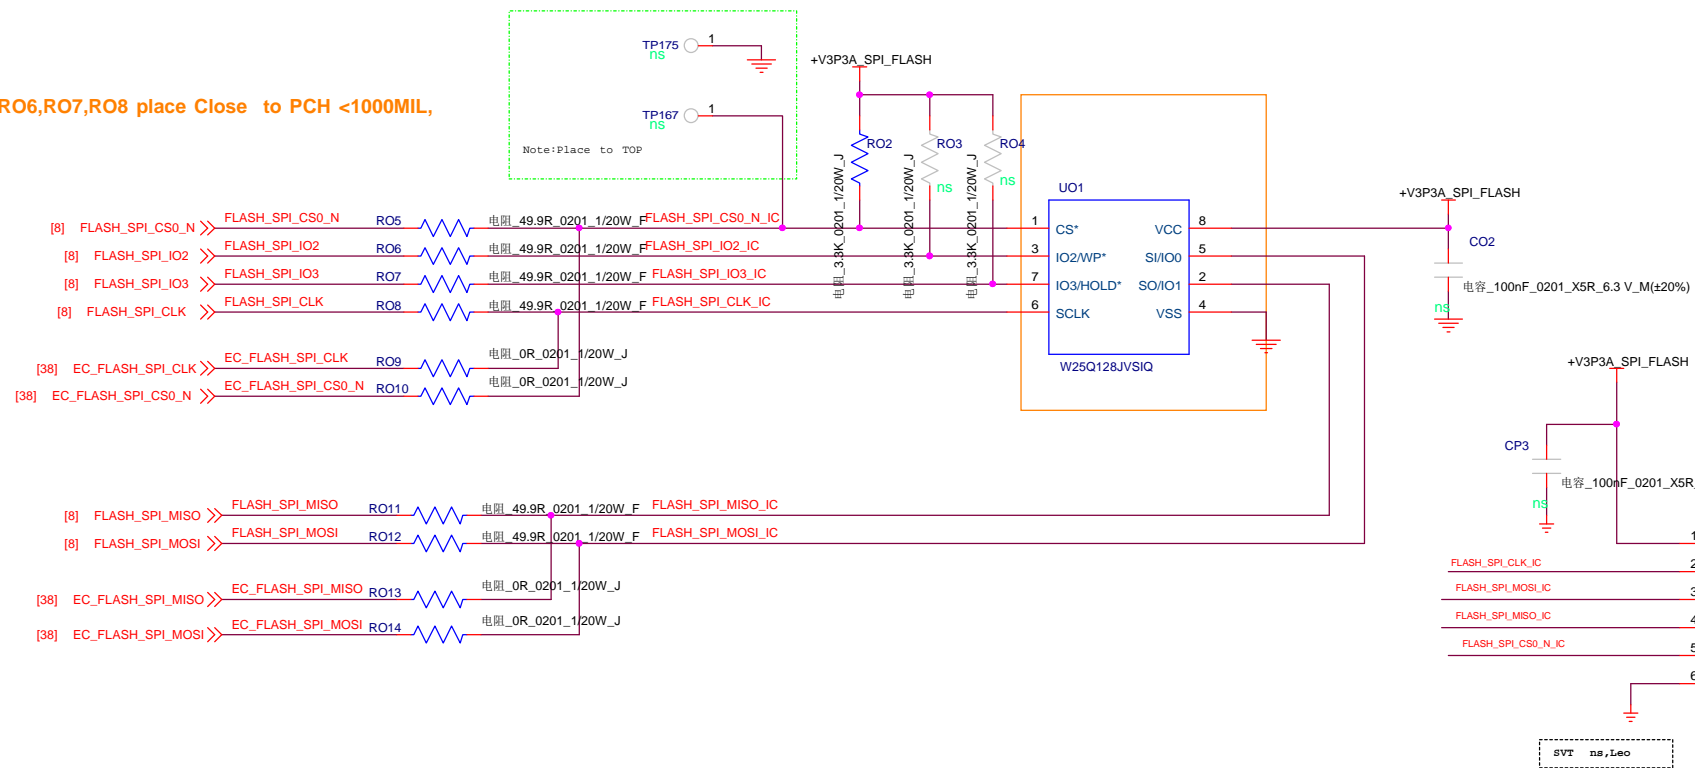 RO6,RO7,RO8 place Close to PCH <1000MIL,
TP175
ns
1
TP167
ns
1
Note:Place to TOP
+V3P3A_SPI_FLASH
RO2
电阻_3.3K_0201_1/20W_J
RO3
ns
电阻_3.3K_0201_1/20W_J
RO4
ns
电阻_3.3K_0201_1/20W_J
[8] FLASH_SPI_CS0_N
FLASH_SPI_CS0_N
RO5
电阻_49.9R_0201_1/20W_F
FLASH_SPI_CS0_N_IC
[8] FLASH_SPI_IO2
FLASH_SPI_IO2
RO6
电阻_49.9R_0201_1/20W_F
FLASH_SPI_IO2_IC
[8] FLASH_SPI_IO3
FLASH_SPI_IO3
RO7
电阻_49.9R_0201_1/20W_F
FLASH_SPI_IO3_IC
[8] FLASH_SPI_CLK
FLASH_SPI_CLK
RO8
电阻_49.9R_0201_1/20W_F
FLASH_SPI_CLK_IC
[38] EC_FLASH_SPI_CLK
EC_FLASH_SPI_CLK
RO9
电阻_0R_0201_1/20W_J
[38] EC_FLASH_SPI_CS0_N
EC_FLASH_SPI_CS0_N
RO10
电阻_0R_0201_1/20W_J
UO1
1 CS* VCC 8
3 IO2/WP* SI/IO0 5
7 IO3/HOLD* SO/IO1 2
6 SCLK VSS 4
W25Q128JVSIQ
+V3P3A_SPI_FLASH
CO2
电容_100nF_0201_X5R_6.3 V_M(±20%)
ns
[8] FLASH_SPI_MISO
FLASH_SPI_MISO
RO11
电阻_49.9R_0201_1/20W_F
FLASH_SPI_MISO_IC
[8] FLASH_SPI_MOSI
FLASH_SPI_MOSI
RO12
电阻_49.9R_0201_1/20W_F
FLASH_SPI_MOSI_IC
[38] EC_FLASH_SPI_MISO
EC_FLASH_SPI_MISO
RO13
电阻_0R_0201_1/20W_J
[38] EC_FLASH_SPI_MOSI
EC_FLASH_SPI_MOSI
RO14
电阻_0R_0201_1/20W_J
+V3P3A_SPI_FLASH
CP3
电容_100nF_0201_X5R_
ns
1
FLASH_SPI_CLK_IC 2
FLASH_SPI_MOSI_IC 3
FLASH_SPI_MISO_IC 4
FLASH_SPI_CS0_N_IC 5
6
SVT ns,Leo